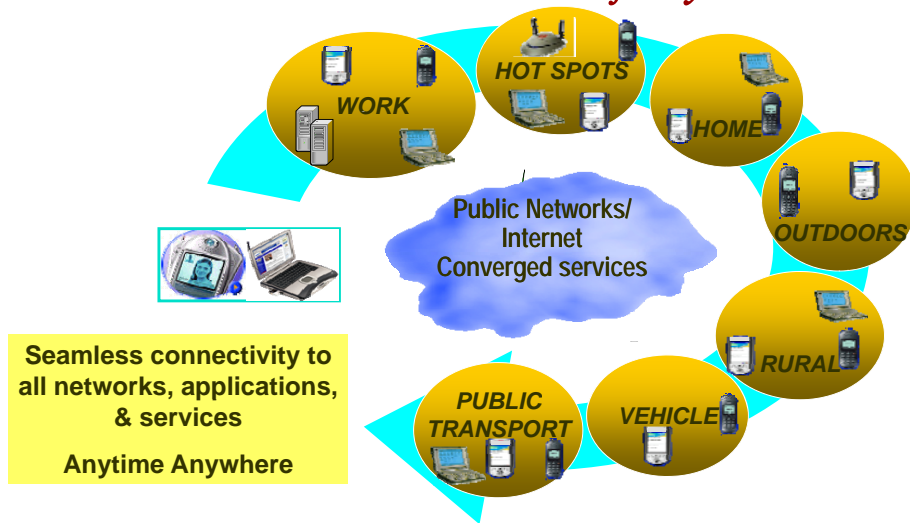 WORK
HOT SPOTS
HOME
OUTDOORS
RURAL
VEHICLE
PUBLIC
TRANSPORT
Public Networks/
Internet
Converged services
Seamless connectivity to
all networks, applications,
& services
Anytime Anywhere